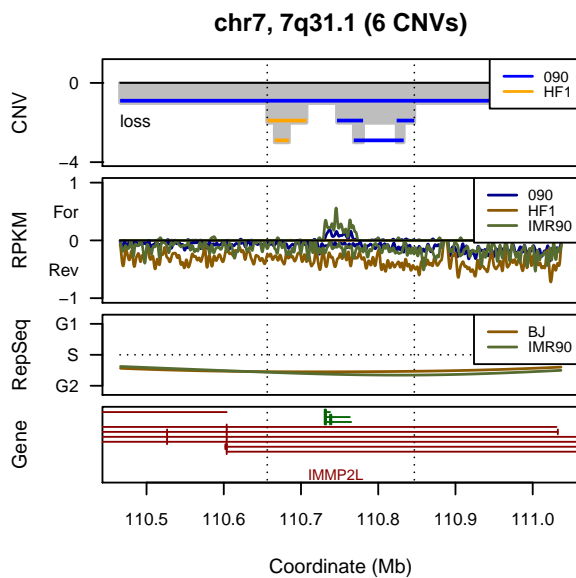 chr7, 7q31.1 (6 CNVs)
CNV
0
−4
loss
090
HF1
RPKM
1
For
0
Rev
−1
090
HF1
IMR90
RepSeq
G1
S
G2
BJ
IMR90
Gene
IMMP2L
110.5 110.6 110.7 110.8 110.9 111.0
Coordinate (Mb)